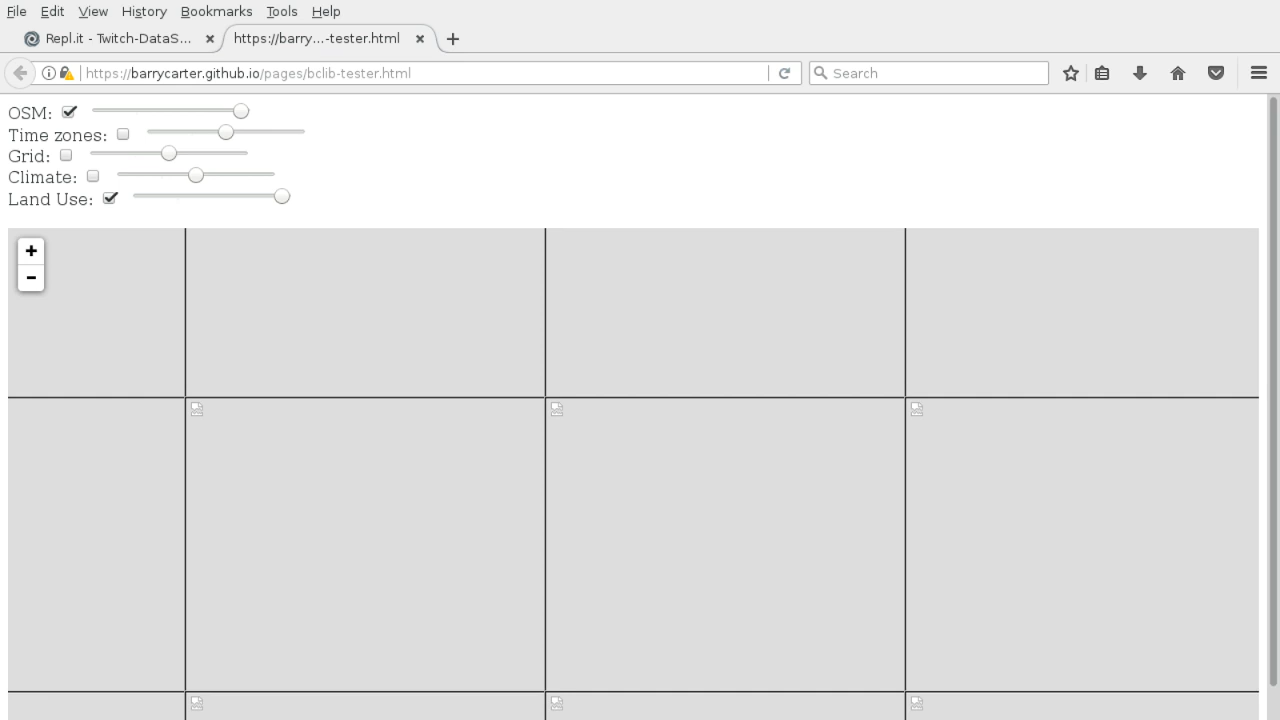 File Edit View History Bookmarks Tools Help
Repl.it - Twitch-DataS... https://barry...-tester.html
https://barrycarter.github.io/pages/bclib-tester.html Search
OSM:
Time zones:
Grid:
Climate:
Land Use:
+
-